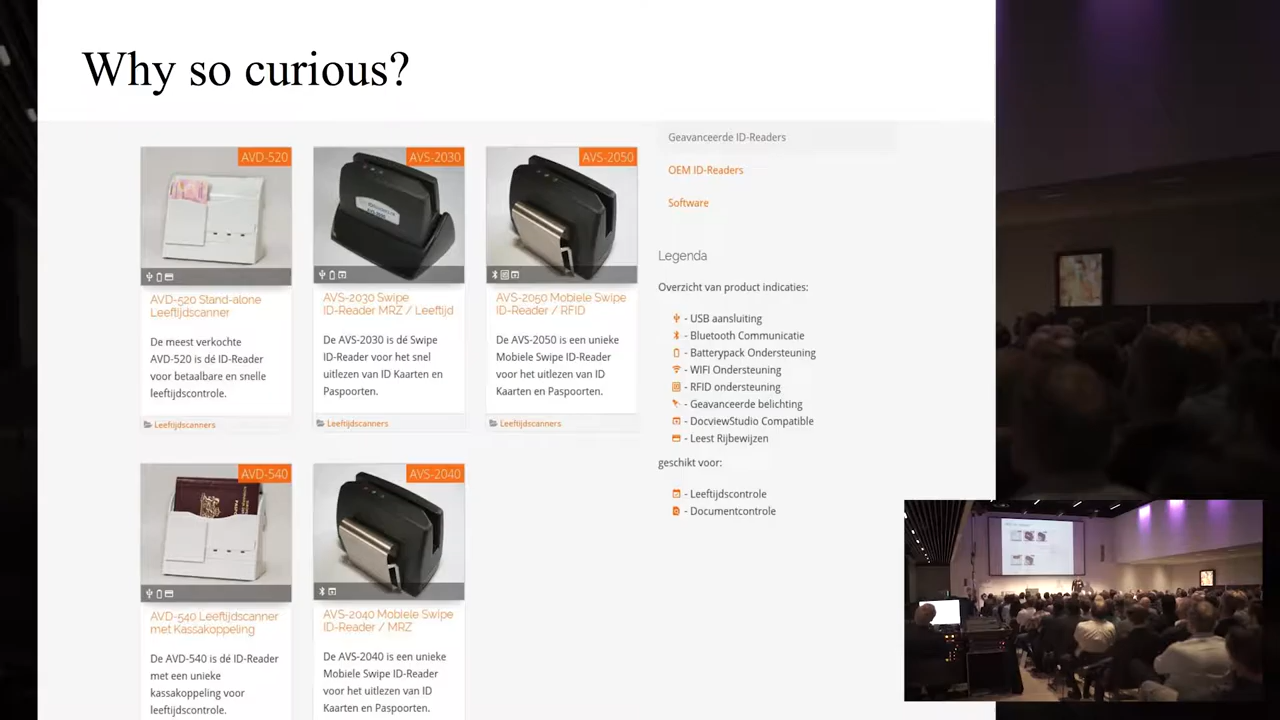 Why so curious?
AVD-520
AVD-520 Stand-alone
Leeftijdscanner
De meest verkochte
AVD-520 is dé ID-Reader
voor betaalbare en snelle
leeftijdscontrole.
Leeftijdscanners
AVS-2030
AVS-2030 Swipe
ID-Reader MRZ / Leeftijd
De AVS-2030 is dé Swipe
ID-Reader voor het snel
uitlezen van ID Kaarten en
Paspoorten.
Leeftijdscanners
AVS-2050
AVS-2050 Mobiele Swipe
ID-Reader / RFID
De AVS-2050 is een unieke
Mobiele Swipe ID-Reader
voor het uitlezen van ID
Kaarten en Paspoorten.
Leeftijdscanners
AVD-540
AVD-540 Leeftijdscanner
met Kassakoppeling
De AVD-540 is dé ID-Reader
met een unieke
kassakoppeling voor
leeftijdscontrole.
AVS-2040
AVS-2040 Mobiele Swipe
ID-Reader / MRZ
De AVS-2040 is een unieke
Mobiele Swipe ID-Reader
voor het uitlezen van ID
Kaarten en Paspoorten.
Geavanceerde ID-Readers
OEM ID-Readers
Software
Legenda
Overzicht van product indicaties:
- USB aansluiting
- Bluetooth Communicatie
- Batterypack Ondersteuning
- WIFI Ondersteuning
- RFID ondersteuning
- Geavanceerde belichting
- DocviewStudio Compatible
- Leest Rijbewijzen
geschikt voor:
- Leeftijdscontrole
- Documentcontrole